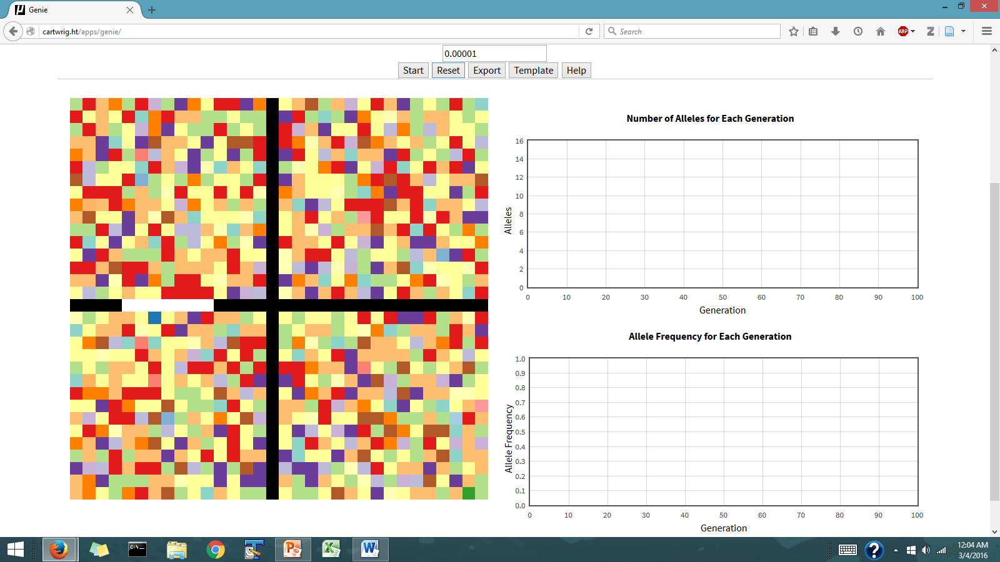 Genie
cartwrig.ht/apps/genie/
Search
ABP
Z
0.00001
Start Reset Export Template Help
Number of Alleles for Each Generation
16
14
12
10
8
6
4
2
0
Alleles
0 10 20 30 40 50 60 70 80 90 100
Generation
Allele Frequency for Each Generation
1.0
0.9
0.8
0.7
0.6
0.5
0.4
0.3
0.2
0.1
0.0
Allele Frequency
0 10 20 30 40 50 60 70 80 90 100
Generation
12:04 AM
3/4/2016